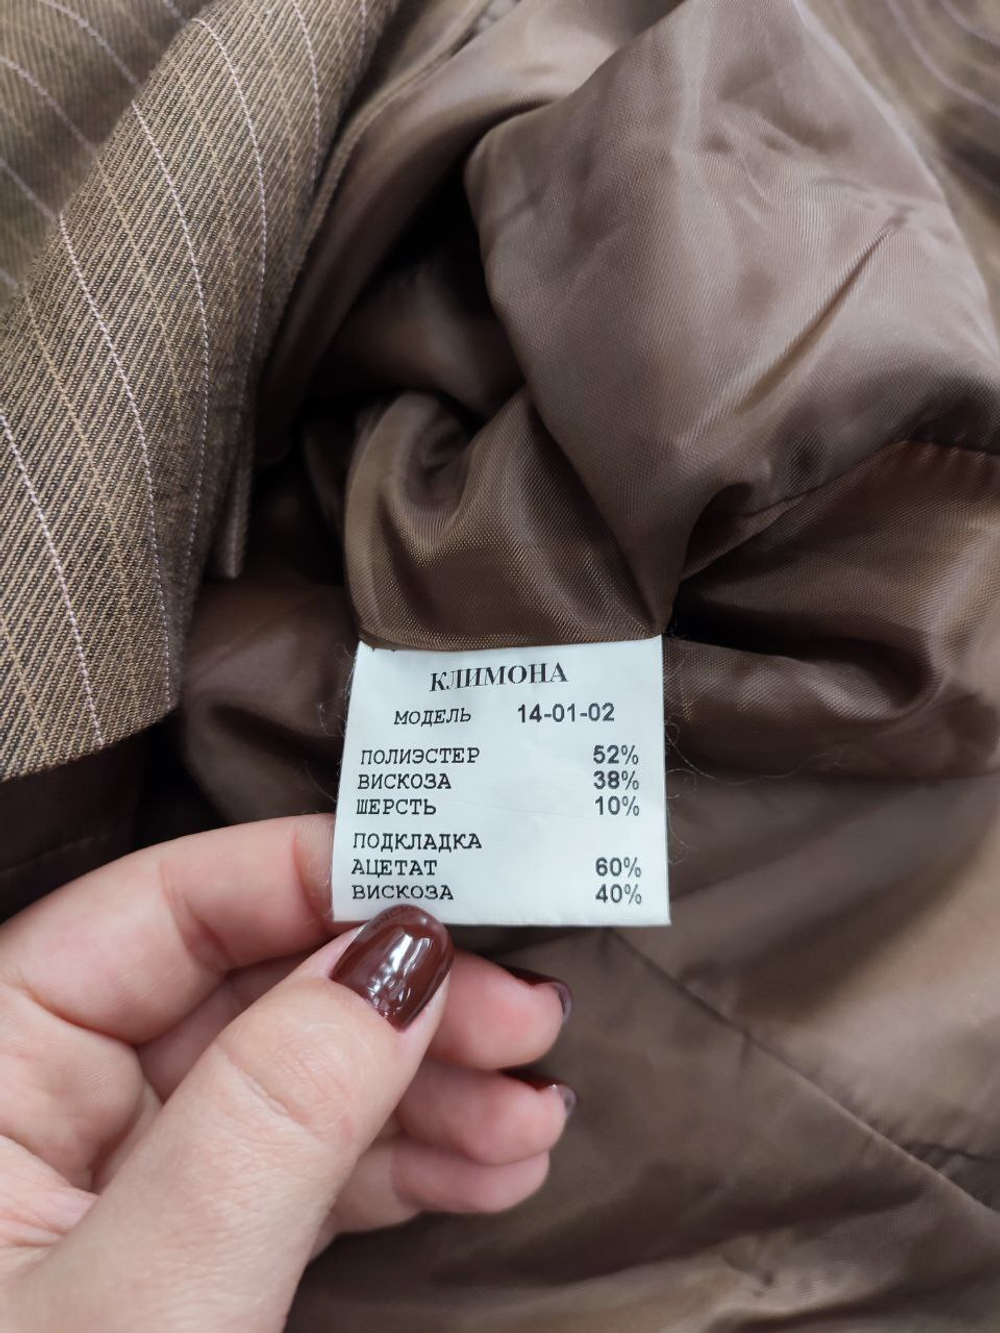 КЛИМОНА
МОДЕЛЬ 14-01-02
ПОЛИЭСТЕР 52%
ВИСКОЗА 38%
ШЕРСТЬ 10%
ПОДКЛАДКА
АЦЕТАТ 60%
ВИСКОЗА 40%